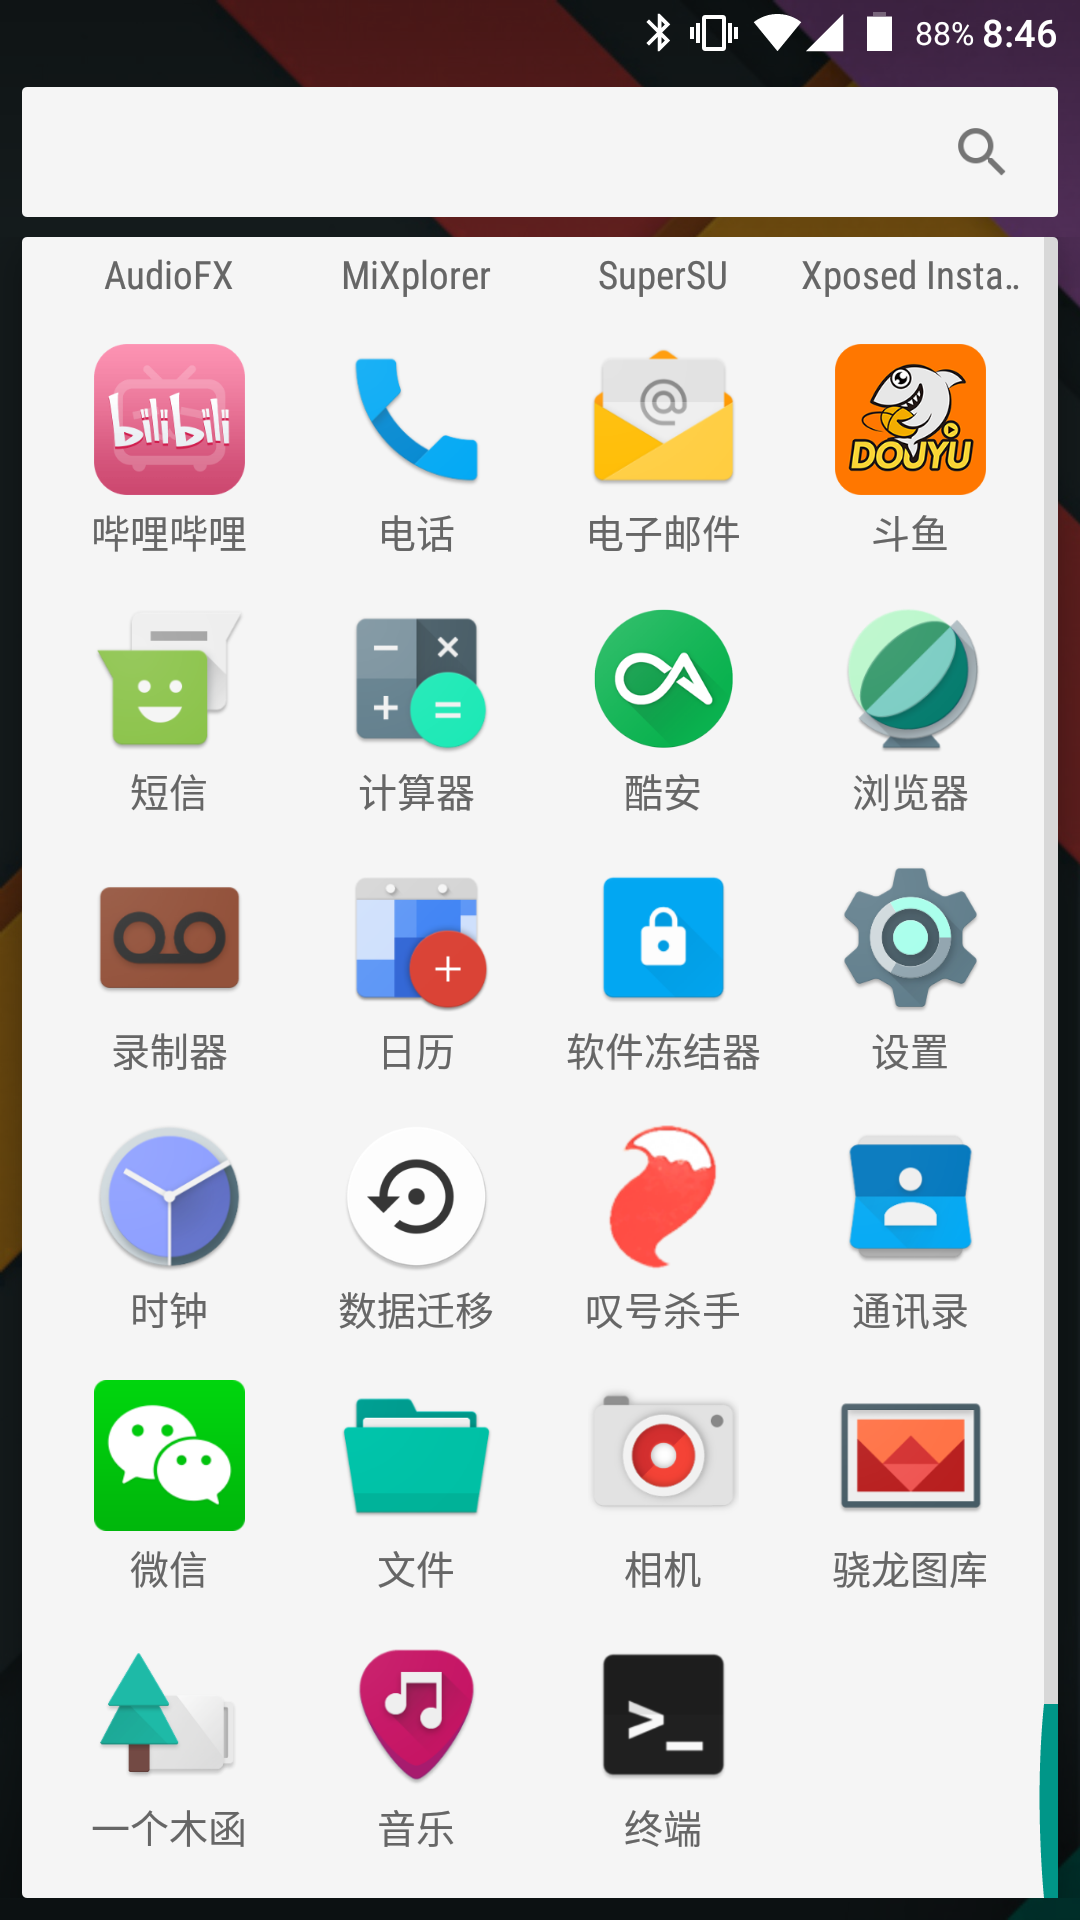 88% 8:46
AudioFX MiXplorer SuperSU Xposed Insta...
bilibili @ DOUYU
哔哩哔哩 电话 电子邮件 斗鱼
短信 计算器 酷安 浏览器
录制器 日历 软件冻结器 设置
时钟 数据迁移 叹号杀手 通讯录
微信 文件 相机 骁龙图库
>_
一个木函 音乐 终端